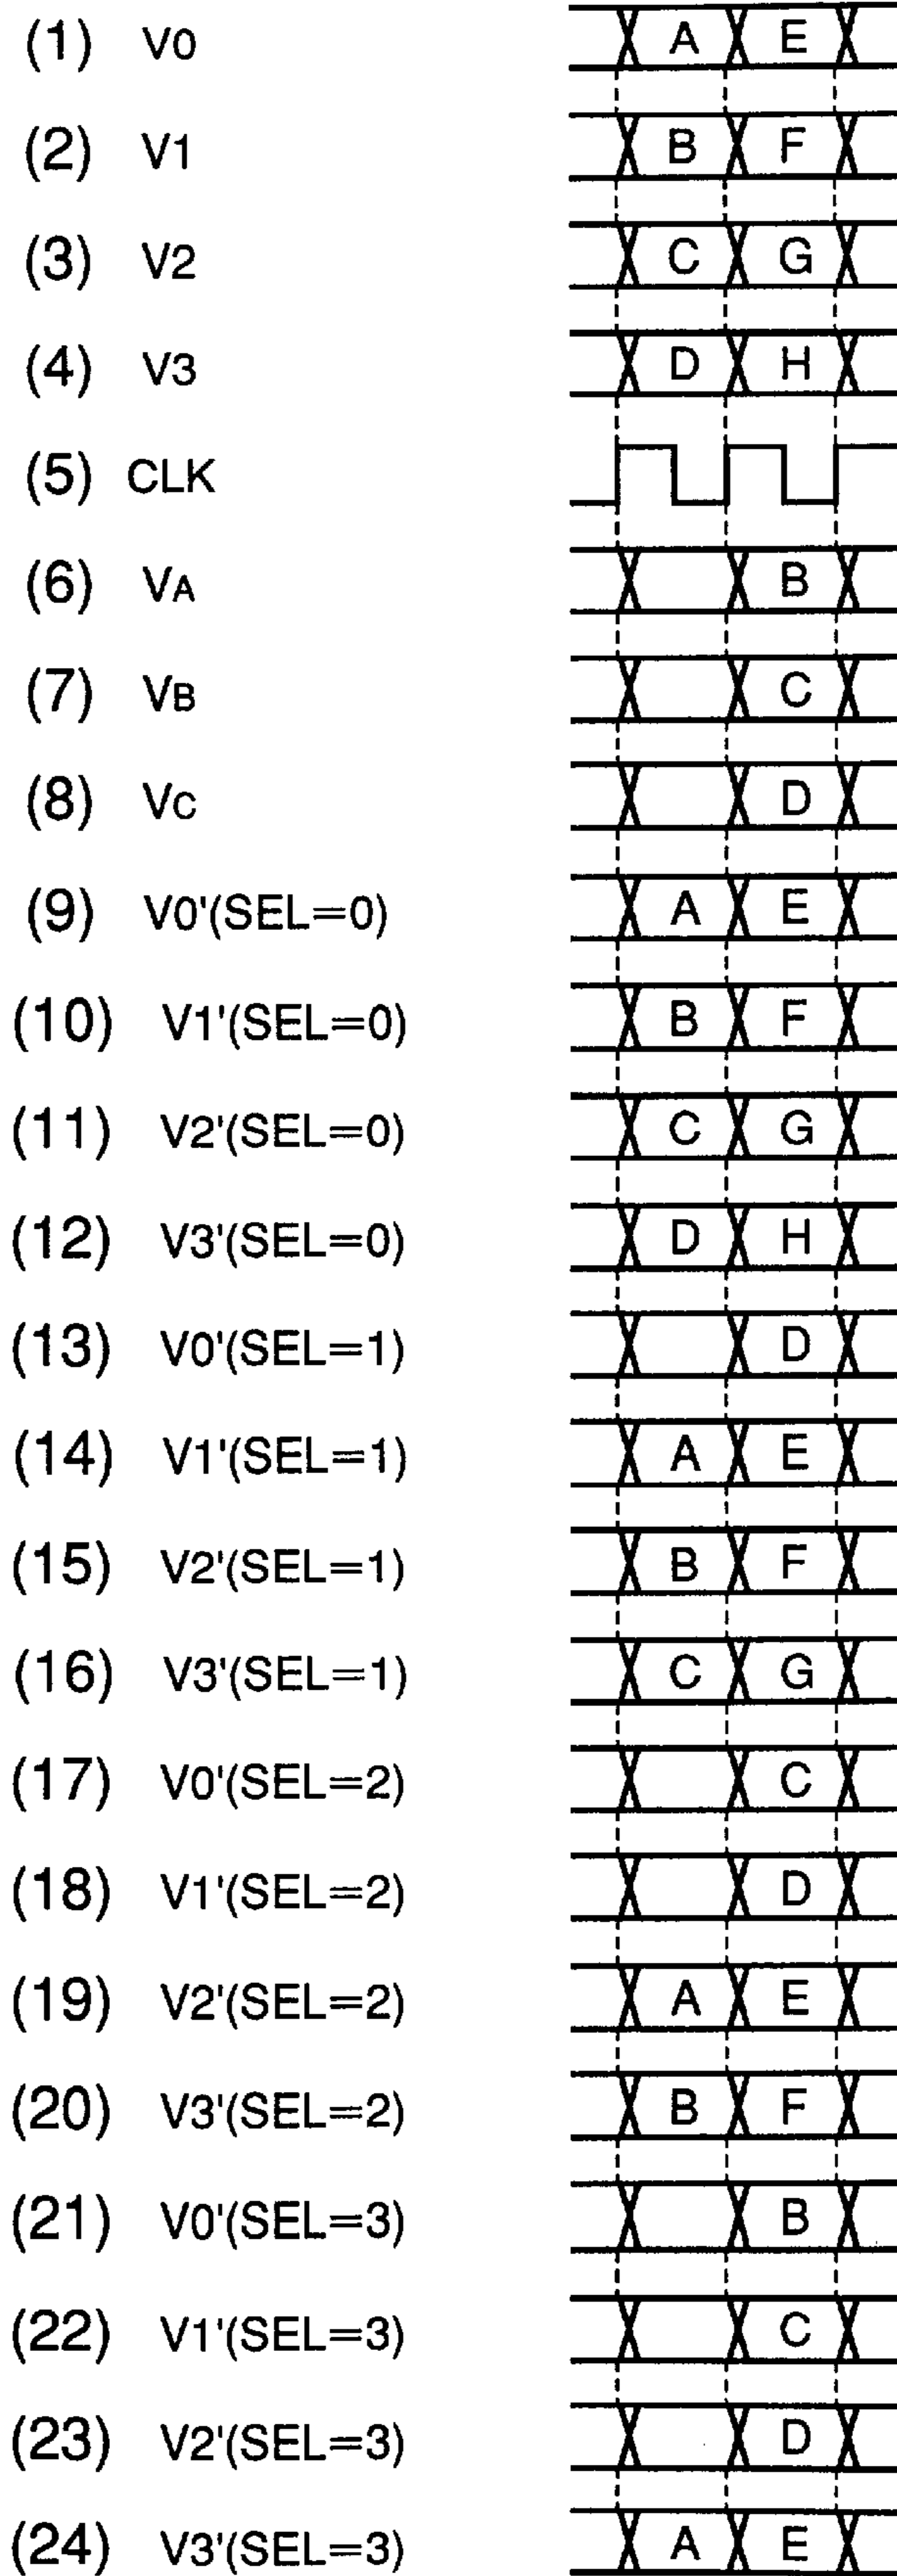 (1) V0 A E
(2) V1 B F
(3) V2 C G
(4) V3 D H
(5) CLK
(6) VA B
(7) VB C
(8) VC D
(9) V0'(SEL=0) A E
(10) V1'(SEL=0) B F
(11) V2'(SEL=0) C G
(12) V3'(SEL=0) D H
(13) V0'(SEL=1) D
(14) V1'(SEL=1) A E
(15) V2'(SEL=1) B F
(16) V3'(SEL=1) C G
(17) V0'(SEL=2) C
(18) V1'(SEL=2) D
(19) V2'(SEL=2) A E
(20) V3'(SEL=2) B F
(21) V0'(SEL=3) B
(22) V1'(SEL=3) C
(23) V2'(SEL=3) D
(24) V3'(SEL=3) A E